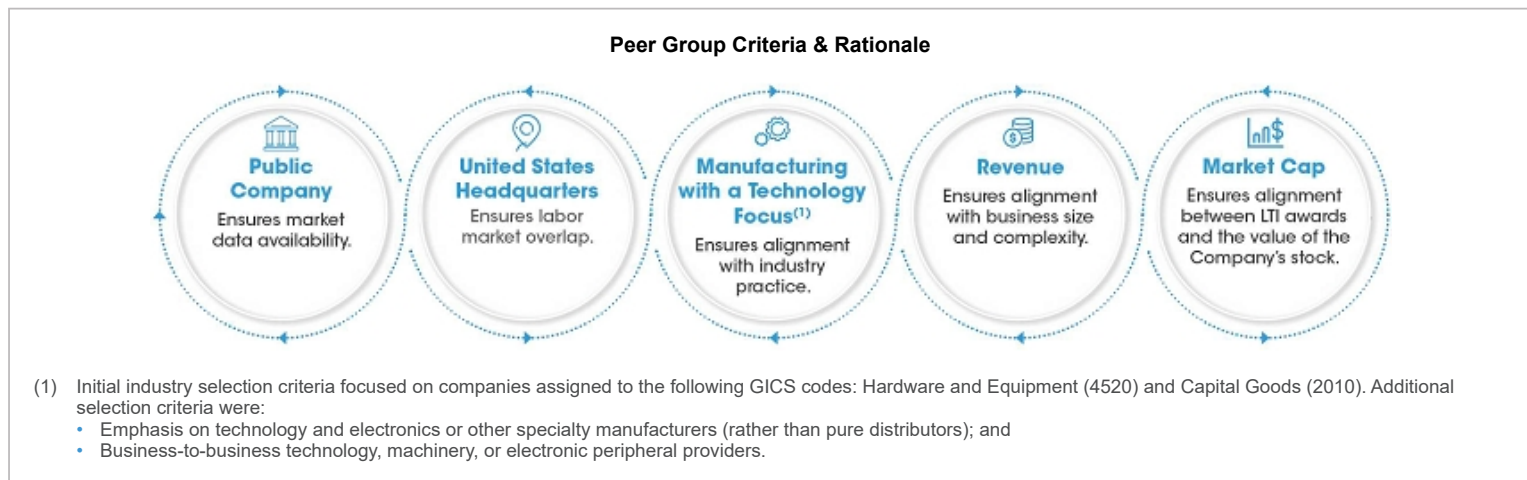 Peer Group Criteria & Rationale
Public
Company
Ensures market
data availability.
United States
Headquarters
Ensures labor
market overlap.
Manufacturing
with a Technology
Focus(1)
Ensures alignment
with industry
practice.
Revenue
Ensures alignment
with business size
and complexity.
Market Cap
Ensures alignment
between LTI awards
and the value of the
Company's stock.
(1) Initial industry selection criteria focused on companies assigned to the following GICS codes: Hardware and Equipment (4520) and Capital Goods (2010). Additional
selection criteria were:
• Emphasis on technology and electronics or other specialty manufacturers (rather than pure distributors); and
• Business-to-business technology, machinery, or electronic peripheral providers.